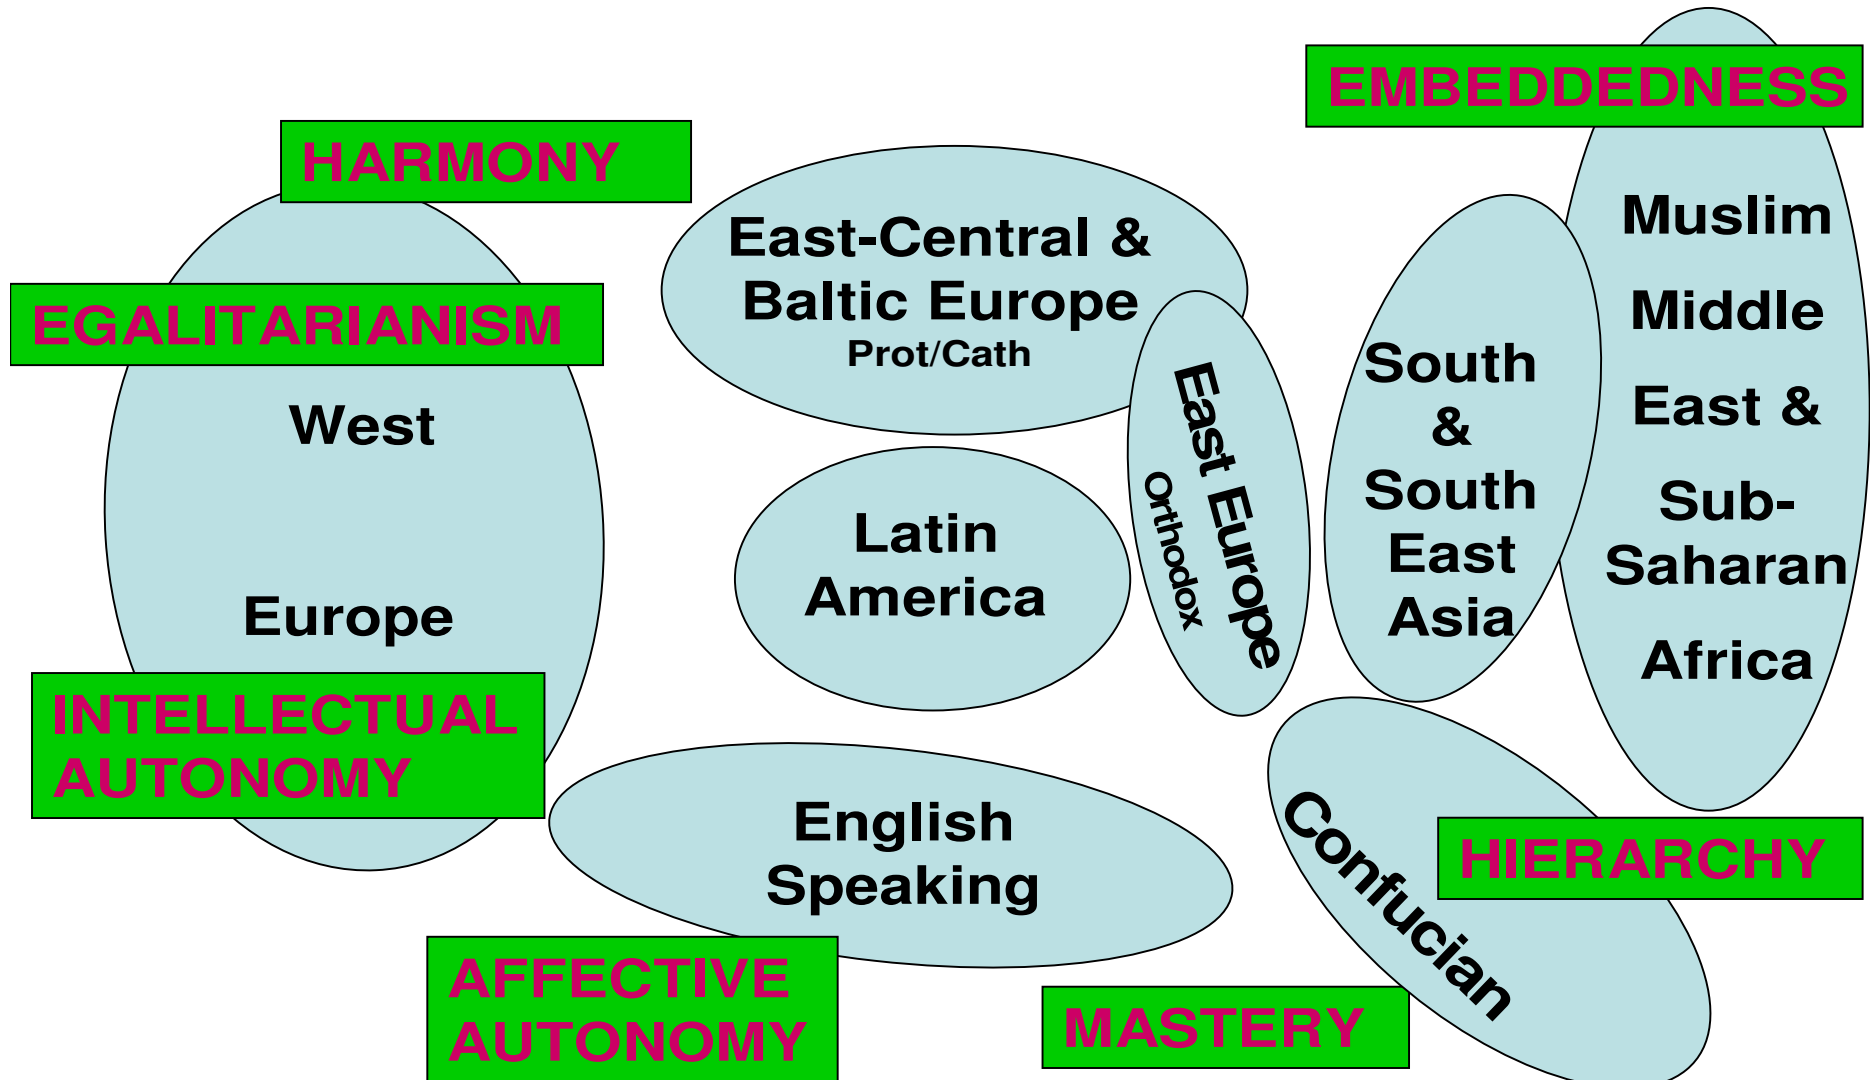 EMBEDDEDNESS
HARMONY
EGALITARIANISM
West
Europe
INTELLECTUAL
AUTONOMY
East-Central &
Baltic Europe
Prot/Cath
East Europe
Orthodox
Latin
America
South
&
South
East
Asia
Muslim
Middle
East &
Sub-
Saharan
Africa
English
Speaking
AFFECTIVE
AUTONOMY
MASTERY
Confucian
HIERARCHY